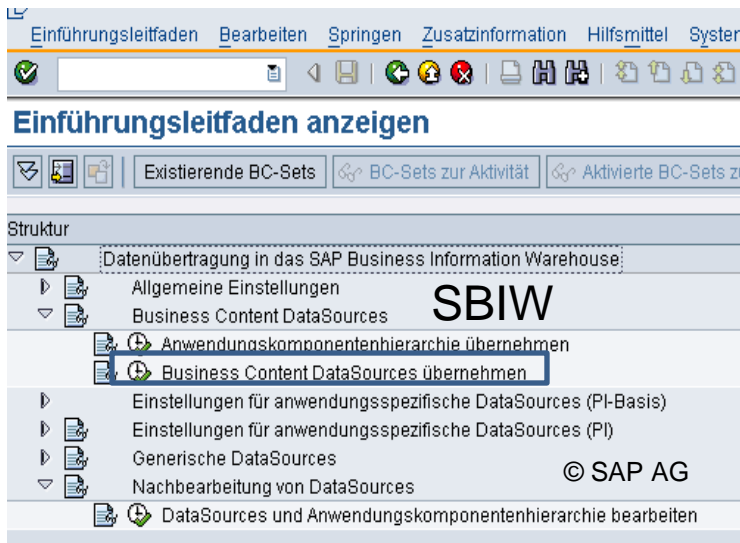 Einführungsleitfaden Bearbeiten Springen Zusatzinformation Hilfsmittel
Einführungsleitfaden anzeigen
Existierende BC-Sets BC-Sets zur Aktivität Aktivierte BC-Sets
Struktur
Datenübertragung in das SAP Business Information Warehouse
Allgemeine Einstellungen
SBIW
Business Content DataSources
Anwendungskomponentenhierarchie übernehmen
Business Content DataSources übernehmen
Einstellungen für anwendungsspezifische DataSources (PI-Basis)
Einstellungen für anwendungsspezifische DataSources (PI)
Generische DataSources
© SAP AG
Nachbearbeitung von DataSources
DataSources und Anwendungskomponentenhierarchie bearbeiten